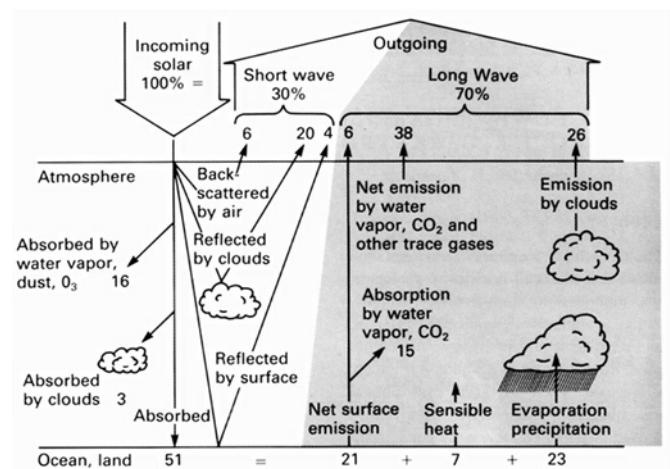 Incoming
solar
100% =
Outgoing
Short wave
30%
Long Wave
70%
6
20
4
6
38
26
Atmosphere
Back-
scattered
by air
Net emission
by water
vapor, CO₂ and
other trace gases
Emission
by clouds
Absorbed by
water vapor,
dust, 0₃ 16
Reflected
by clouds
Absorption
by water
vapor, CO₂
15
Absorbed
by clouds 3
Reflected
by surface
Absorbed
Net surface
emission
Sensible
heat
Evaporation
precipitation
Ocean, land 51 = 21 + 7 + 23